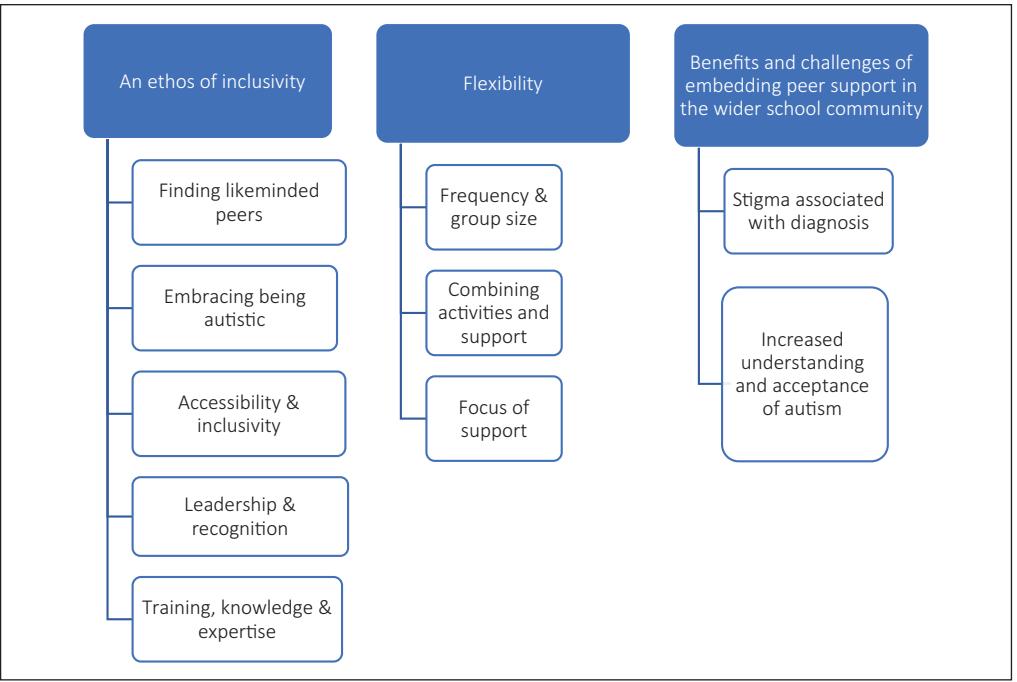 An ethos of inclusivity
Finding likeminded
peers
Embracing being
autistic
Accessibility &
inclusivity
Leadership &
recognition
Training, knowledge &
expertise
Flexibility
Frequency &
group size
Combining
activities and
support
Focus of
support
Benefits and challenges of
embedding peer support in
the wider school community
Stigma associated
with diagnosis
Increased
understanding
and acceptance
of autism